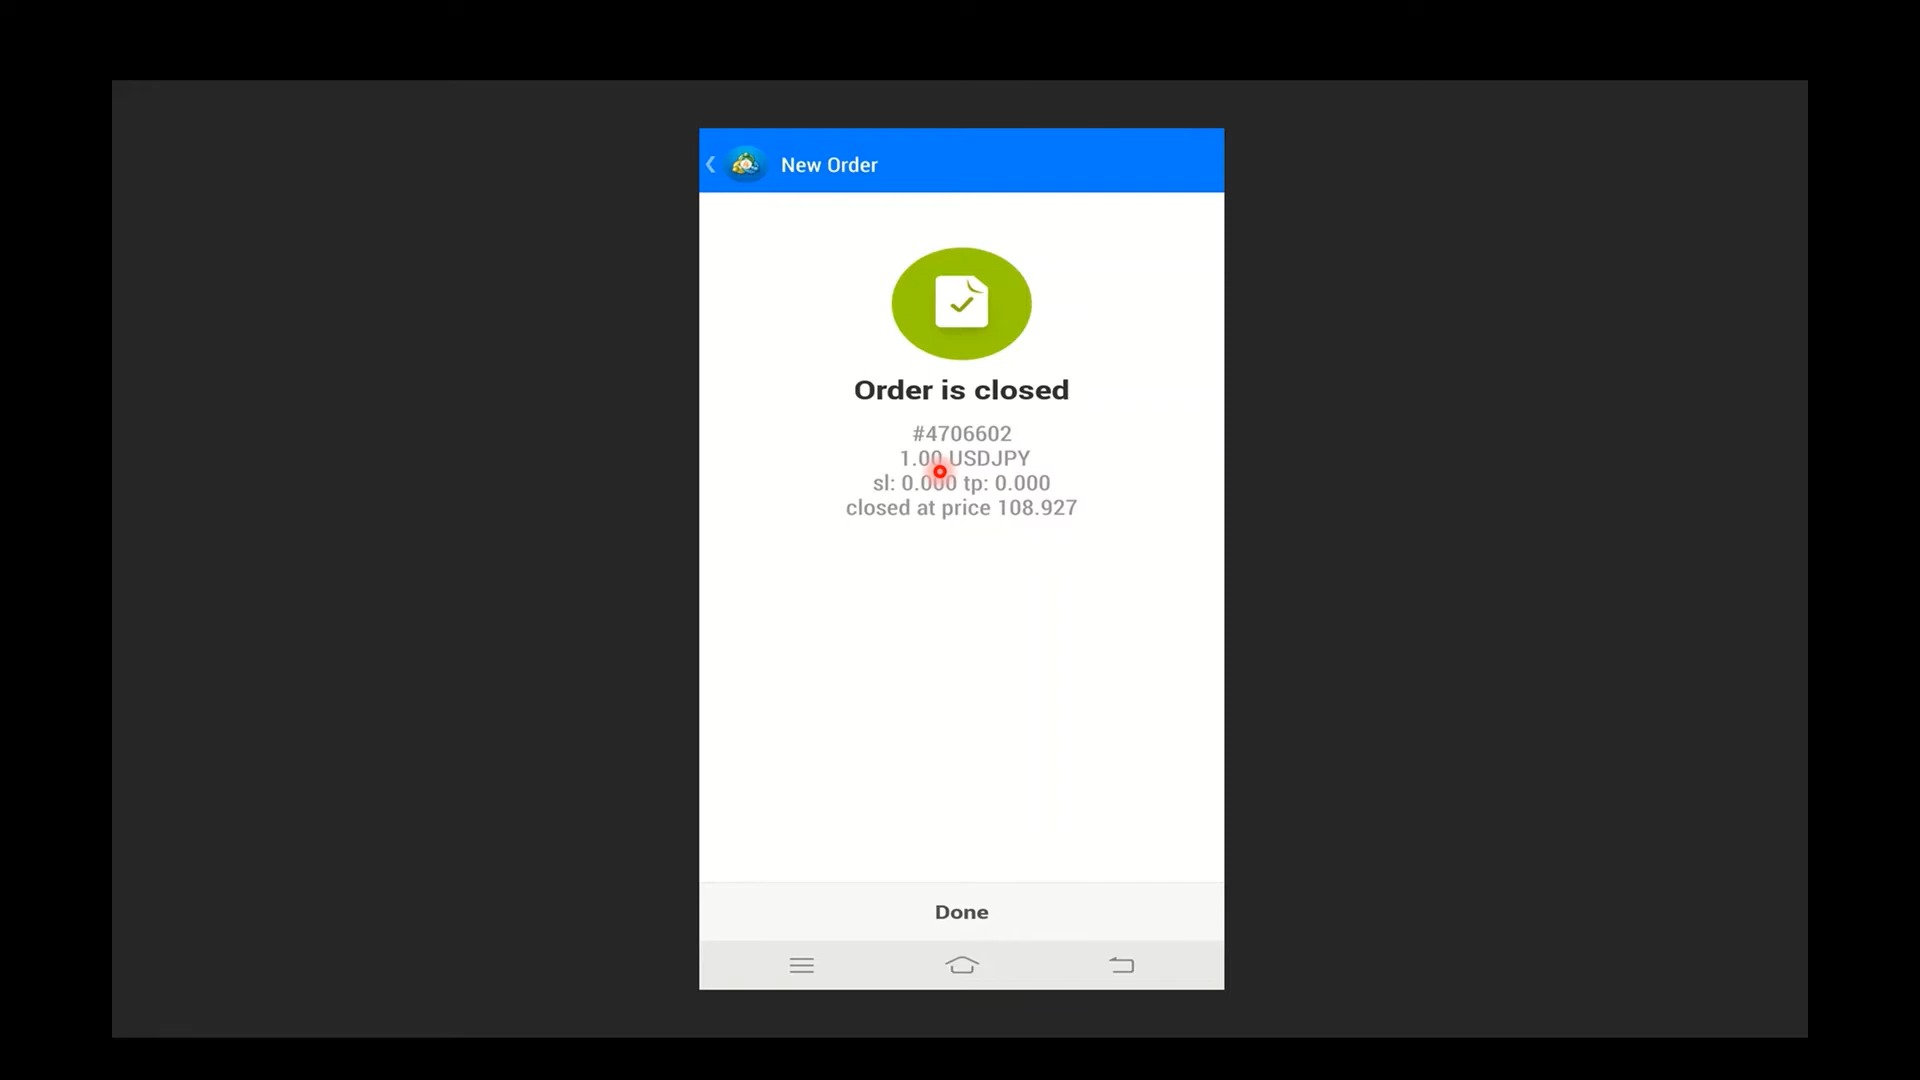 New Order
Order is closed
#4706602
1.00 USDJPY
sl: 0.000 tp: 0.000
closed at price 108.927
Done